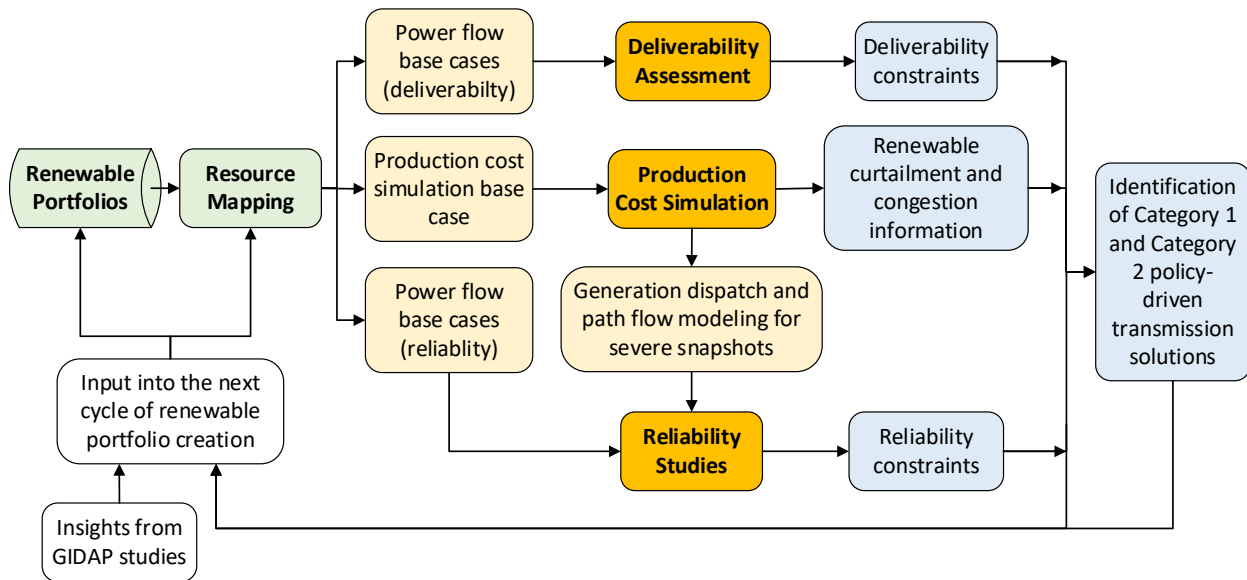 Renewable
Portfolios
Resource
Mapping
Power flow
base cases
(deliverabilty)
Deliverability
Assessment
Deliverability
constraints
Production cost
simulation base
case
Production
Cost Simulation
Renewable
curtailment and
congestion
information
Identification
of Category 1
and Category
2 policy-
driven
transmission
solutions
Power flow
base cases
(reliablity)
Generation dispatch and
path flow modeling for
severe snapshots
Reliability
Studies
Reliability
constraints
Input into the next
cycle of renewable
portfolio creation
Insights from
GIDAP studies